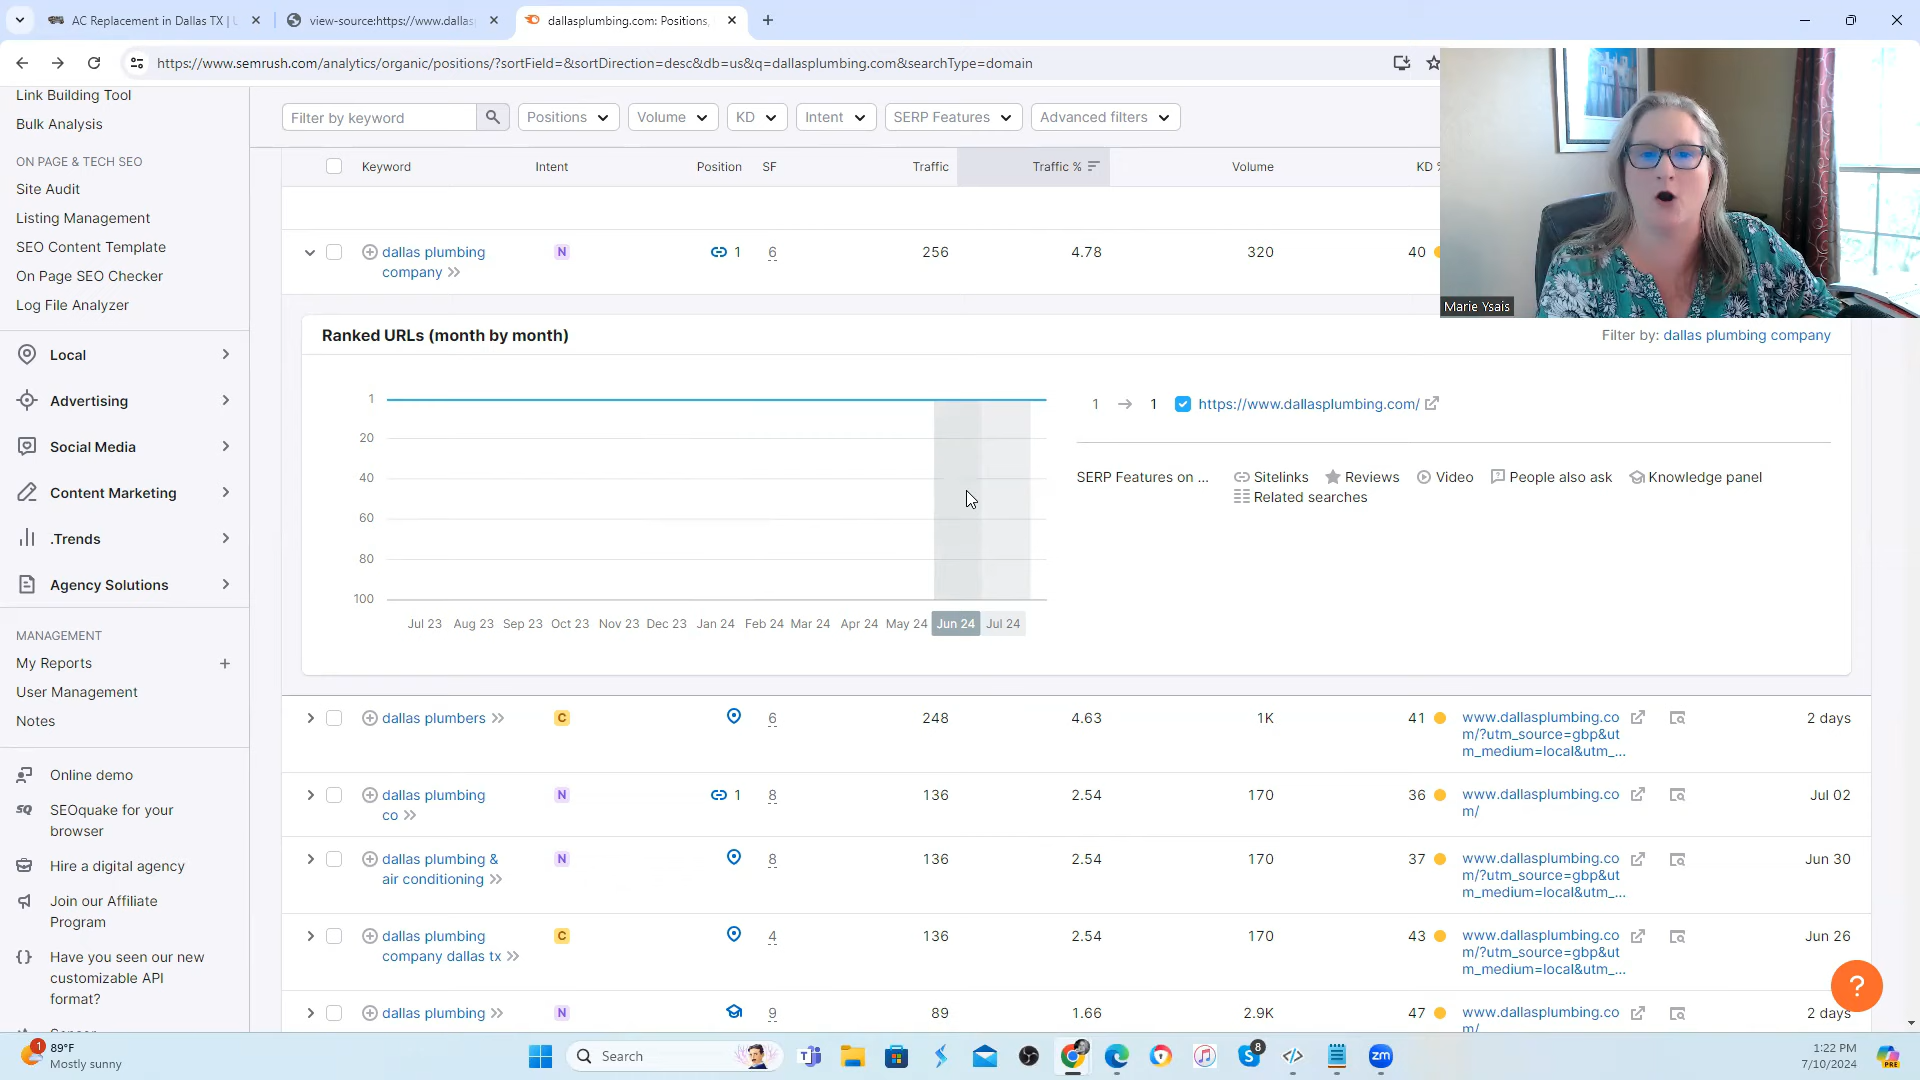 AC Replacement in Dallas TX |
view-source:https://www.dallas
dallasplumbing.com: Positions,
https://www.semrush.com/analytics/organic/positions/?sortField=&sortDirection=desc&db=us&q=dallasplumbing.com&searchType=domain
Link Building Tool
Bulk Analysis
ON PAGE & TECH SEO
Site Audit
Listing Management
SEO Content Template
On Page SEO Checker
Log File Analyzer
Local
Advertising
Social Media
Content Marketing
.Trends
Agency Solutions
MANAGEMENT
My Reports +
User Management
Notes
Online demo
SEOquake for your
browser
Hire a digital agency
Join our Affiliate
Program
Have you seen our new
customizable API
format?
Filter by keyword Positions Volume KD Intent SERP Features Advanced filters
Keyword Intent Position SF Traffic Traffic % Volume KD %
dallas plumbing N 1 6 256 4.78 320 40
company >>
Marie Ysais
Ranked URLs (month by month) Filter by: dallas plumbing company
1
20
40
60
80
100
Jul 23 Aug 23 Sep 23 Oct 23 Nov 23 Dec 23 Jan 24 Feb 24 Mar 24 Apr 24 May 24 Jun 24 Jul 24
1 → 1 https://www.dallasplumbing.com/
SERP Features on ... Sitelinks Reviews Video People also ask Knowledge panel
Related searches
dallas plumbers >> C 6 248 4.63 1K 41 www.dallasplumbing.co 2 days
m/?utm_source=gbp&ut
m_medium=local&utm_...
dallas plumbing N 1 8 136 2.54 170 36 www.dallasplumbing.co Jul 02
co >> m/
dallas plumbing & N 8 136 2.54 170 37 www.dallasplumbing.co Jun 30
air conditioning >> m/?utm_source=gbp&ut
m_medium=local&utm_...
dallas plumbing C 4 136 2.54 170 43 www.dallasplumbing.co Jun 26
company dallas tx >> m/?utm_source=gbp&ut
m_medium=local&utm_...
dallas plumbing >> N 9 89 1.66 2.9K 47 www.dallasplumbing.co 2 days
m/
?
1 89°F
Mostly sunny
Search
8
zm
1:22 PM
7/10/2024
PRE